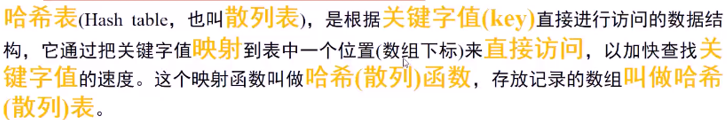 哈希表(Hash table，也叫散列表)，是根据关键字值(key)直接进行访问的数据结
构，它通过把关键字值映射到表中一个位置(数组下标)来直接访问，以加快查找关
键字值的速度。这个映射函数叫做哈希(散列)函数，存放记录的数组叫做哈希
(散列)表。